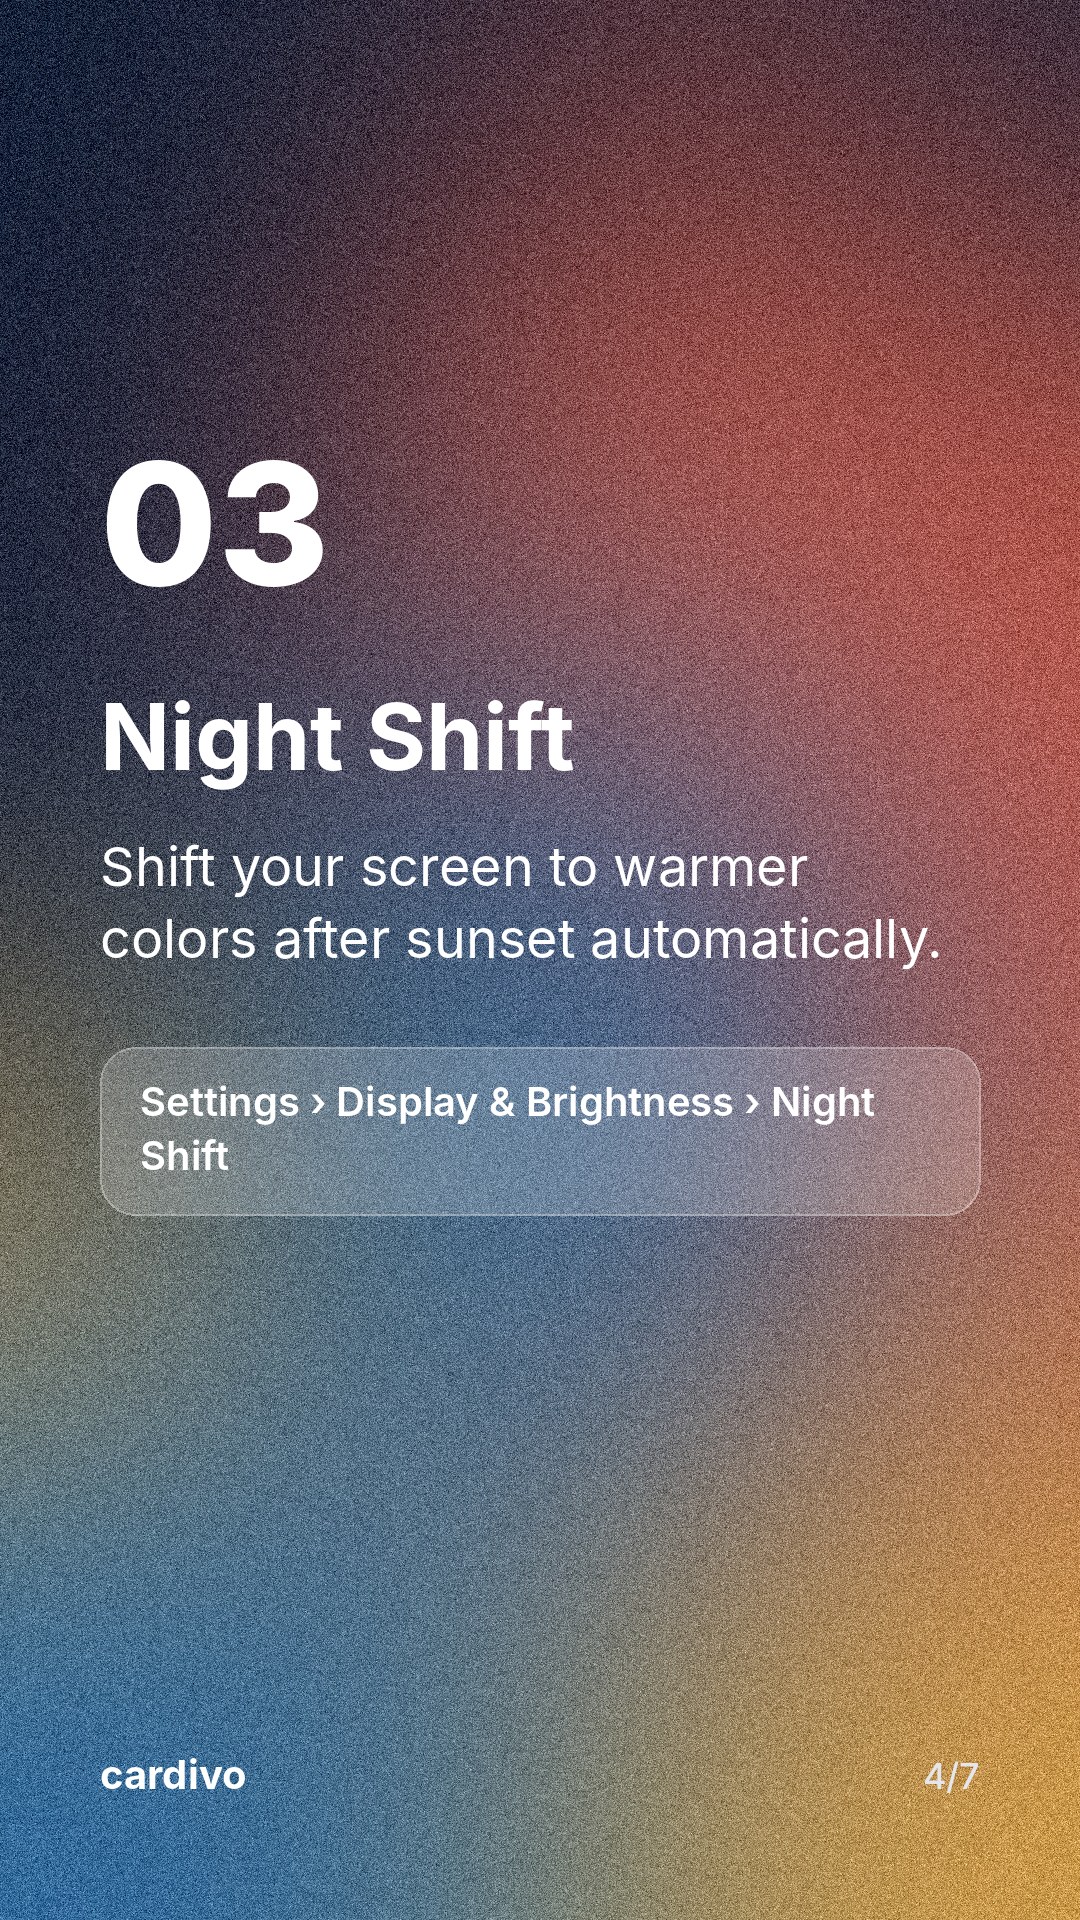 03
Night Shift
Shift your screen to warmer
colors after sunset automatically.
Settings › Display & Brightness › Night
Shift
cardivo
4/7